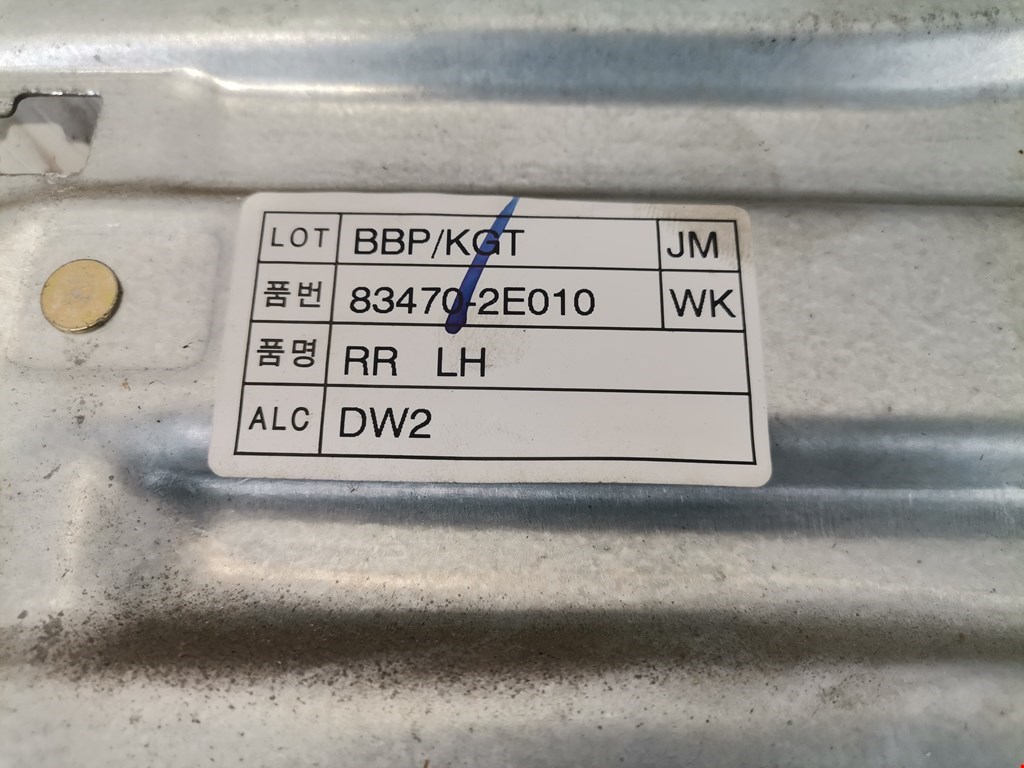 LOT BBP/KGT JM
품번 83470-2E010 WK
품명 RR LH
ALC DW2